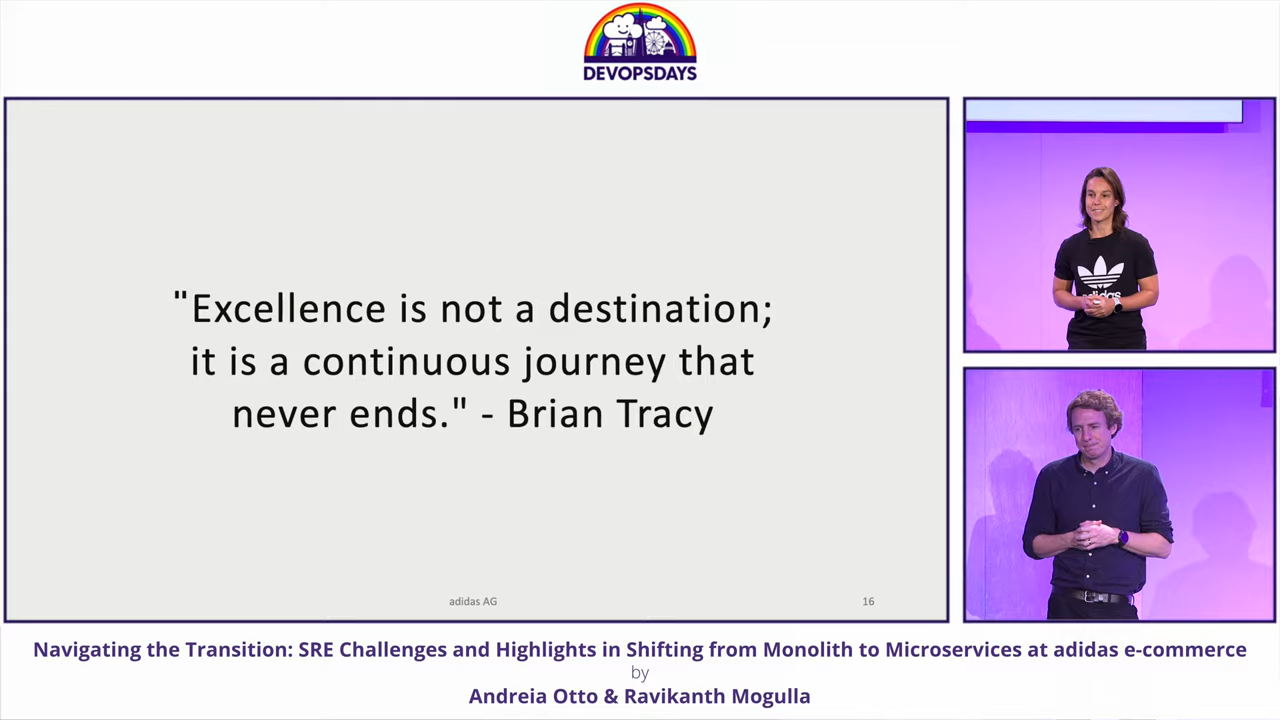 DEVOPSDAYS
"Excellence is not a destination;
it is a continuous journey that
never ends." - Brian Tracy
adidas AG
16
adidas
Navigating the Transition: SRE Challenges and Highlights in Shifting from Monolith to Microservices at adidas e-commerce
by
Andreia Otto & Ravikanth Mogulla